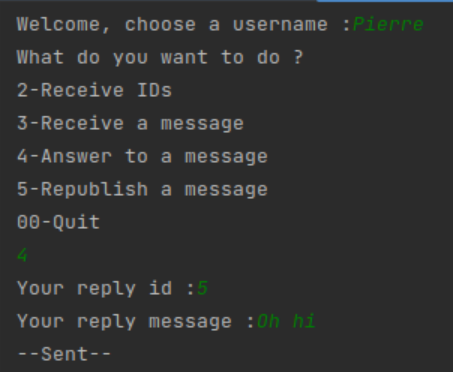 Welcome, choose a username :Pierre
What do you want to do ?
2-Receive IDs
3-Receive a message
4-Answer to a message
5-Republish a message
00-Quit
4
Your reply id :5
Your reply message :Oh hi
--Sent--